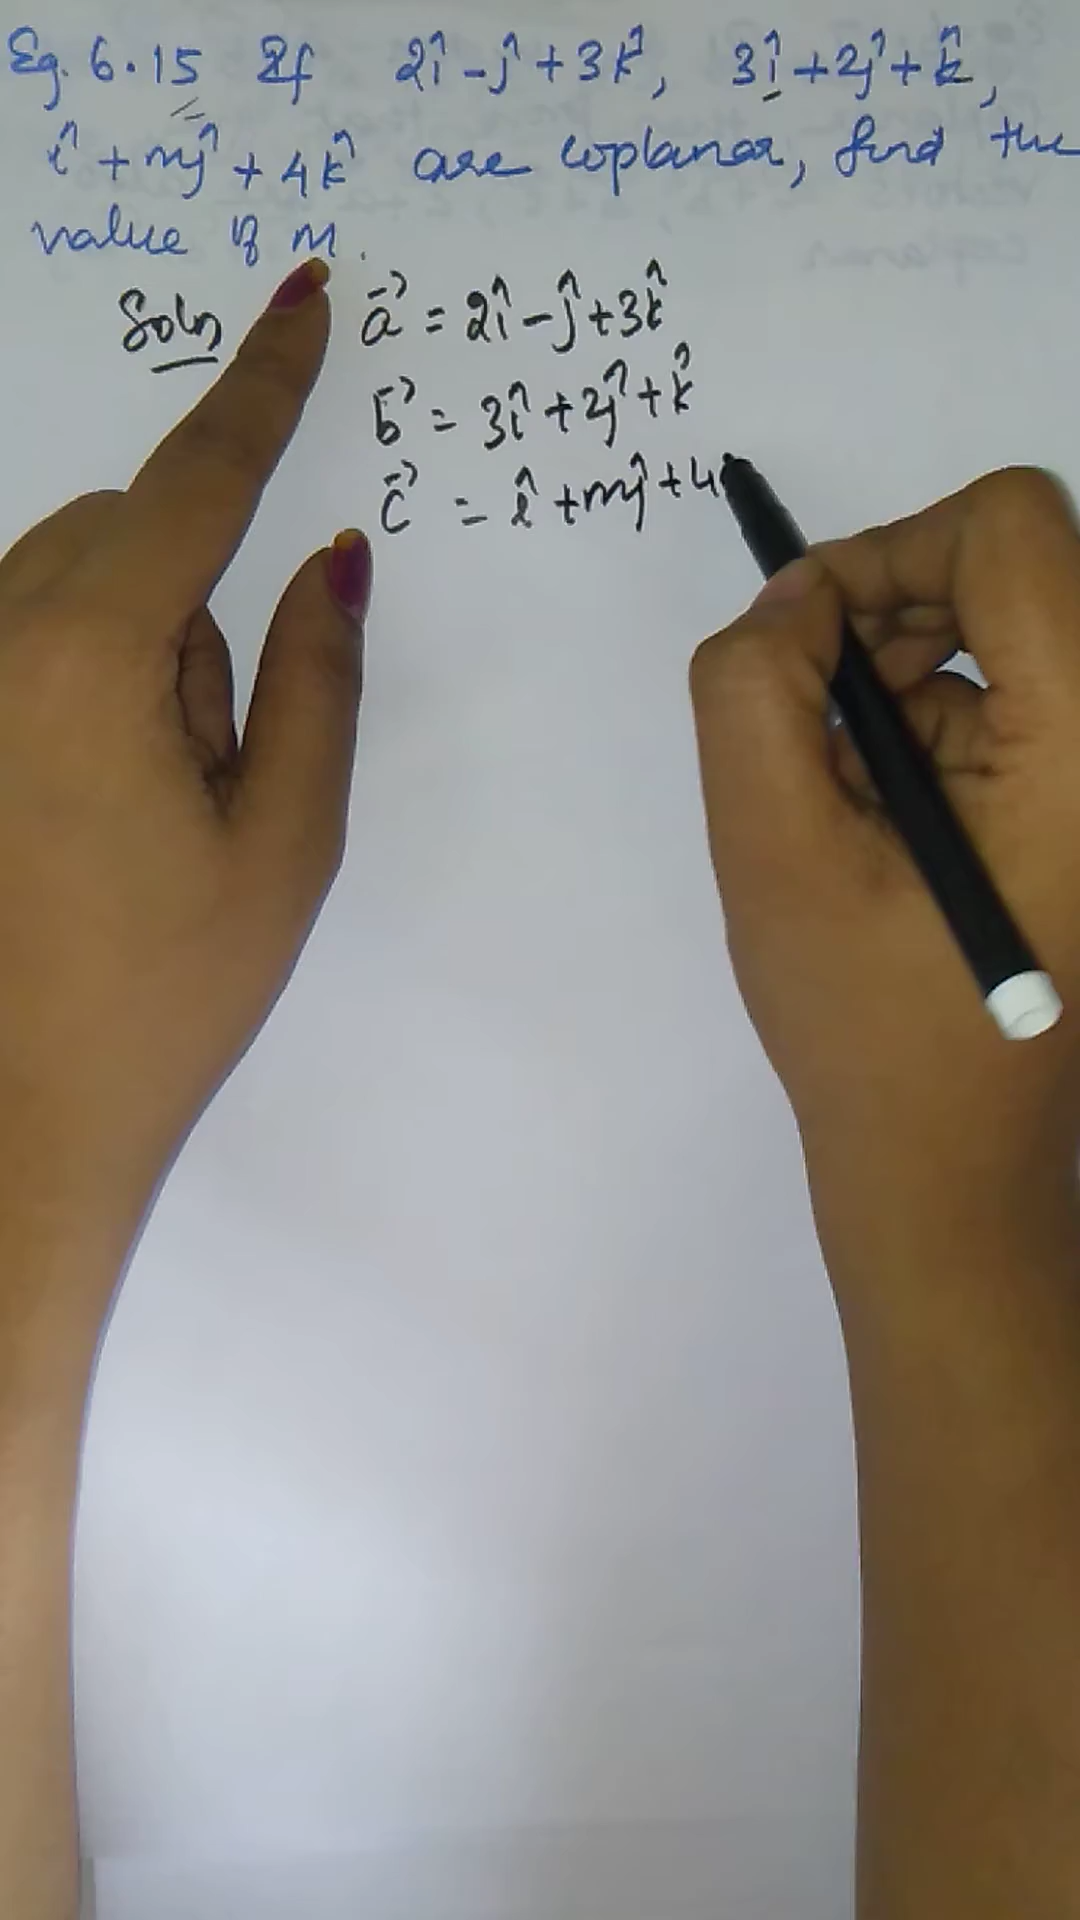 Eg. 6.15 If 2î - ĵ + 3k̂, 3î + 2ĵ + k̂,
î + mĵ + 4k̂ are coplanar, find the
value of m.
Soln a⃗ = 2î - ĵ + 3k̂
b⃗ = 3î + 2ĵ + k̂
c⃗ = î + mĵ + 4